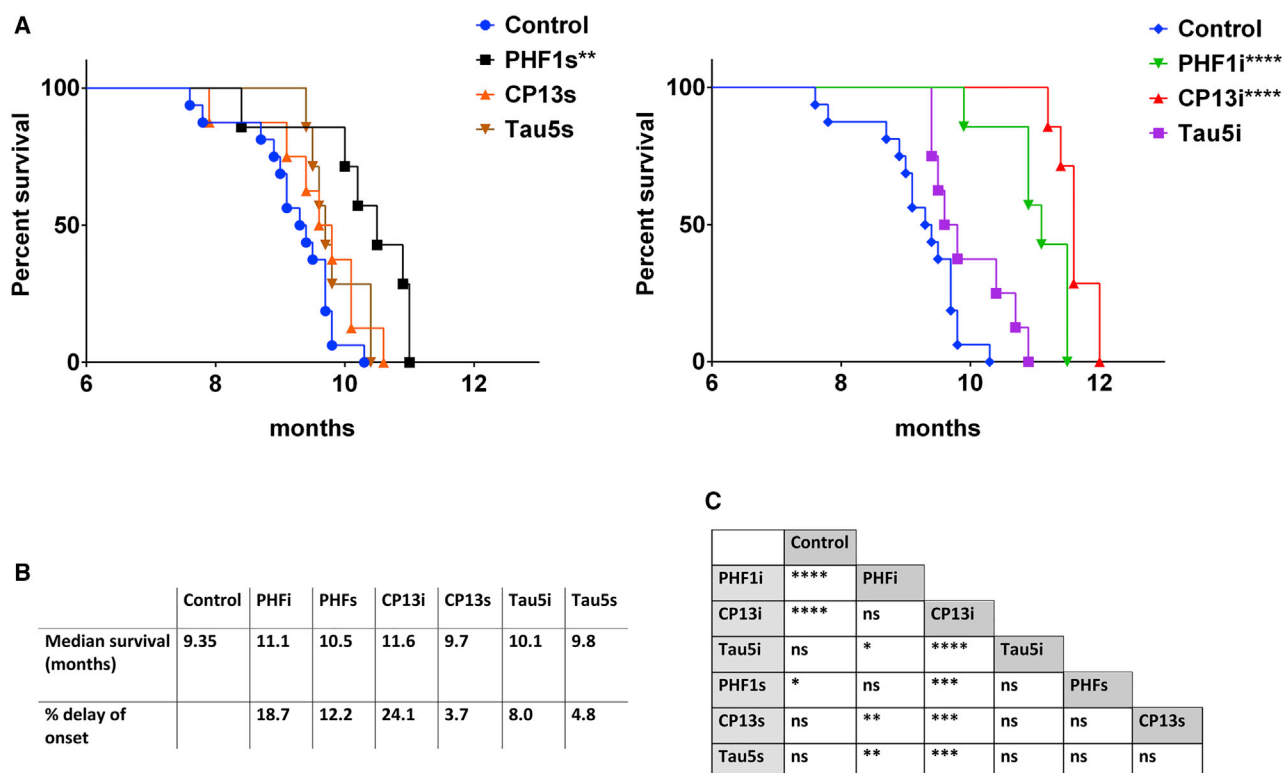 A
Control
PHF1s**
CP13s
Tau5s
Percent survival
100
50
0
6 8 10 12
months
Control
PHF1i****
CP13i****
Tau5i
Percent survival
100
50
0
6 8 10 12
months
B
Control PHFi PHFs CP13i CP13s Tau5i Tau5s
Median survival (months) 9.35 11.1 10.5 11.6 9.7 10.1 9.8
% delay of onset 18.7 12.2 24.1 3.7 8.0 4.8
C
Control
PHF1i **** PHFi
CP13i **** ns CP13i
Tau5i ns * **** Tau5i
PHF1s * ns *** ns PHFs
CP13s ns ** *** ns ns CP13s
Tau5s ns ** *** ns ns ns